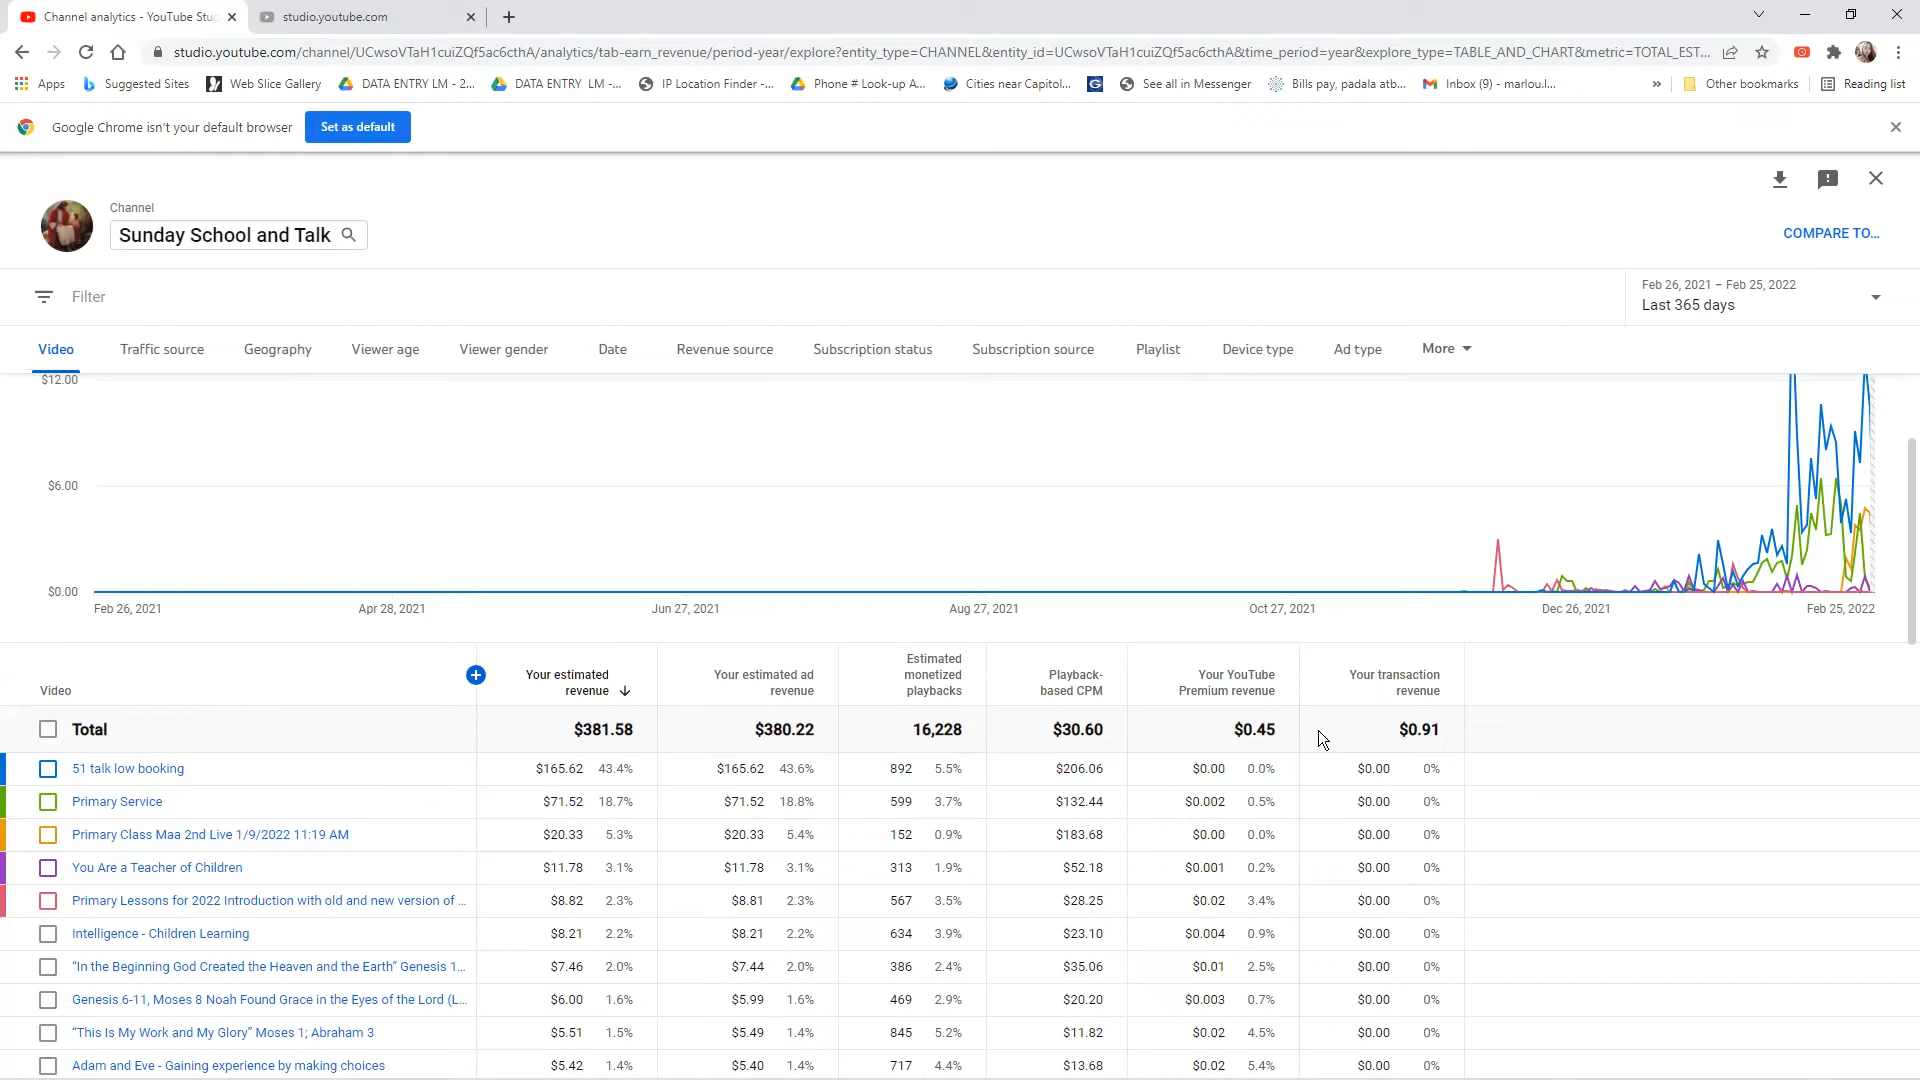 Channel analytics - YouTube Stu
studio.youtube.com
studio.youtube.com/channel/UCwsoVTaH1cuiZQf5ac6cthA/analytics/tab-earn_revenue/period-year/explore?entity_type=CHANNEL&entity_id=UCwsoVTaH1cuiZQf5ac6cthA&time_period=year&explore_type=TABLE_AND_CHART&metric=TOTAL_EST...
Apps Suggested Sites Web Slice Gallery DATA ENTRY LM - 2... DATA ENTRY LM -... IP Location Finder -... Phone # Look-up A... Cities near Capitol... See all in Messenger Bills pay, padala atb... Inbox (9) - marlou.l... » Other bookmarks Reading list
Google Chrome isn't your default browser Set as default
Channel
Sunday School and Talk
COMPARE TO...
Filter
Feb 26, 2021 – Feb 25, 2022
Last 365 days
Video Traffic source Geography Viewer age Viewer gender Date Revenue source Subscription status Subscription source Playlist Device type Ad type More
$12.00
$6.00
$0.00
Feb 26, 2021 Apr 28, 2021 Jun 27, 2021 Aug 27, 2021 Oct 27, 2021 Dec 26, 2021 Feb 25, 2022
Video
Your estimated
revenue
Your estimated ad
revenue
Estimated
monetized
playbacks
Playback-
based CPM
Your YouTube
Premium revenue
Your transaction
revenue
Total $381.58 $380.22 16,228 $30.60 $0.45 $0.91
51 talk low booking $165.62 43.4% $165.62 43.6% 892 5.5% $206.06 $0.00 0.0% $0.00 0%
Primary Service $71.52 18.7% $71.52 18.8% 599 3.7% $132.44 $0.002 0.5% $0.00 0%
Primary Class Maa 2nd Live 1/9/2022 11:19 AM $20.33 5.3% $20.33 5.4% 152 0.9% $183.68 $0.00 0.0% $0.00 0%
You Are a Teacher of Children $11.78 3.1% $11.78 3.1% 313 1.9% $52.18 $0.001 0.2% $0.00 0%
Primary Lessons for 2022 Introduction with old and new version of ... $8.82 2.3% $8.81 2.3% 567 3.5% $28.25 $0.02 3.4% $0.00 0%
Intelligence - Children Learning $8.21 2.2% $8.21 2.2% 634 3.9% $23.10 $0.004 0.9% $0.00 0%
“In the Beginning God Created the Heaven and the Earth” Genesis 1... $7.46 2.0% $7.44 2.0% 386 2.4% $35.06 $0.01 2.5% $0.00 0%
Genesis 6-11, Moses 8 Noah Found Grace in the Eyes of the Lord (L... $6.00 1.6% $5.99 1.6% 469 2.9% $20.20 $0.003 0.7% $0.00 0%
“This Is My Work and My Glory” Moses 1; Abraham 3 $5.51 1.5% $5.49 1.4% 845 5.2% $11.82 $0.02 4.5% $0.00 0%
Adam and Eve - Gaining experience by making choices $5.42 1.4% $5.40 1.4% 717 4.4% $13.68 $0.02 5.4% $0.00 0%